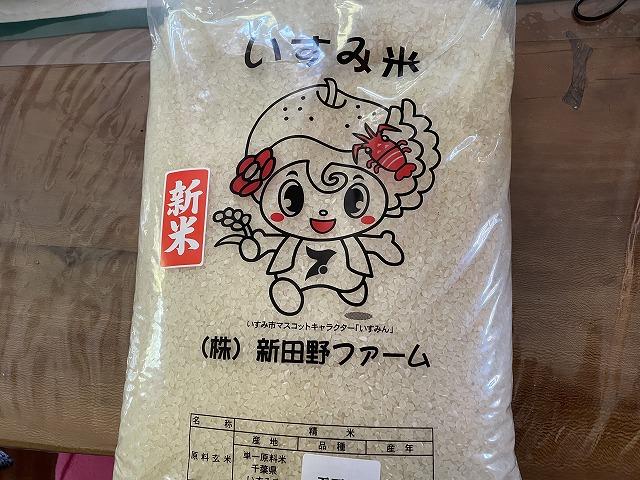 いすみ米
新米
いすみ市マスコットキャラクター「いすみん」
(株) 新田野ファーム
名 称 精 米
原料玄米 産 地 品 種 産 年
単一原料米
千葉県